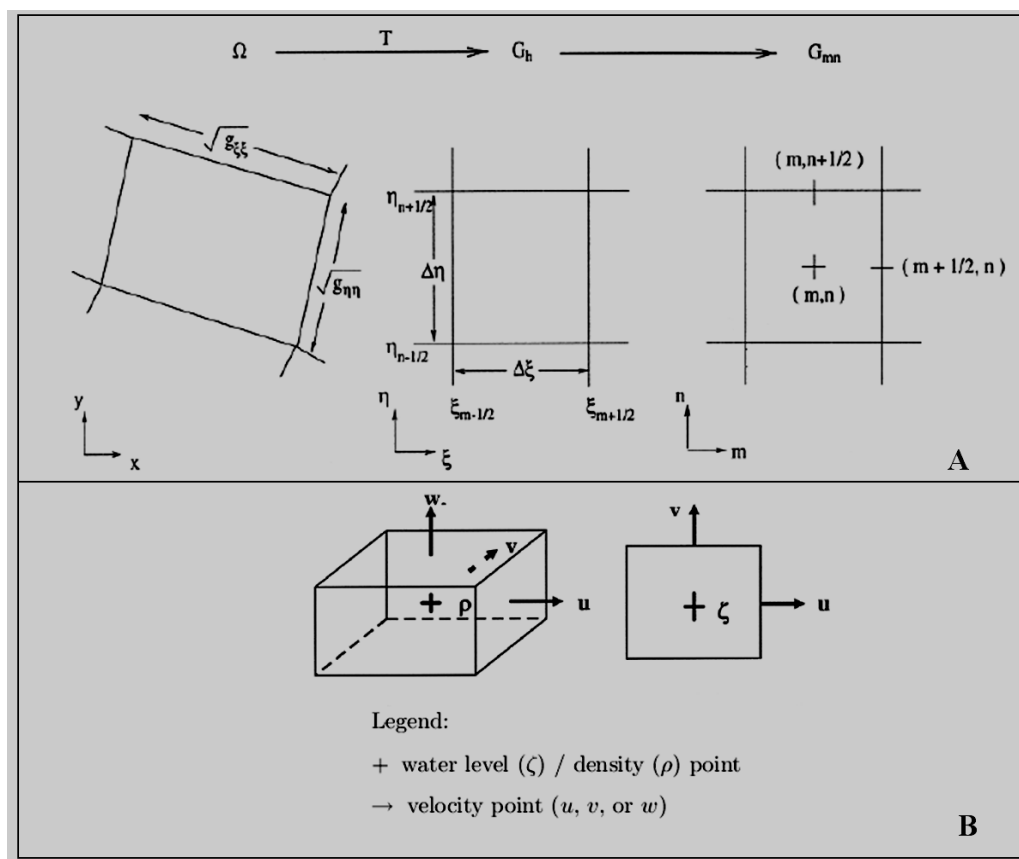 Ω T G_h G_mn
√g_ξξ
(m,n+1/2)
η_n+1/2
Δη √g_ηη (m+1/2,n)
(m,n)
η_n-1/2
Δξ
y η ξ_m-1/2 ξ_m+1/2 n
x ξ m
A
w-
v v
+ ρ u + ζ u
Legend:
+ water level (ζ) / density (ρ) point
→ velocity point (u, v, or w)
B